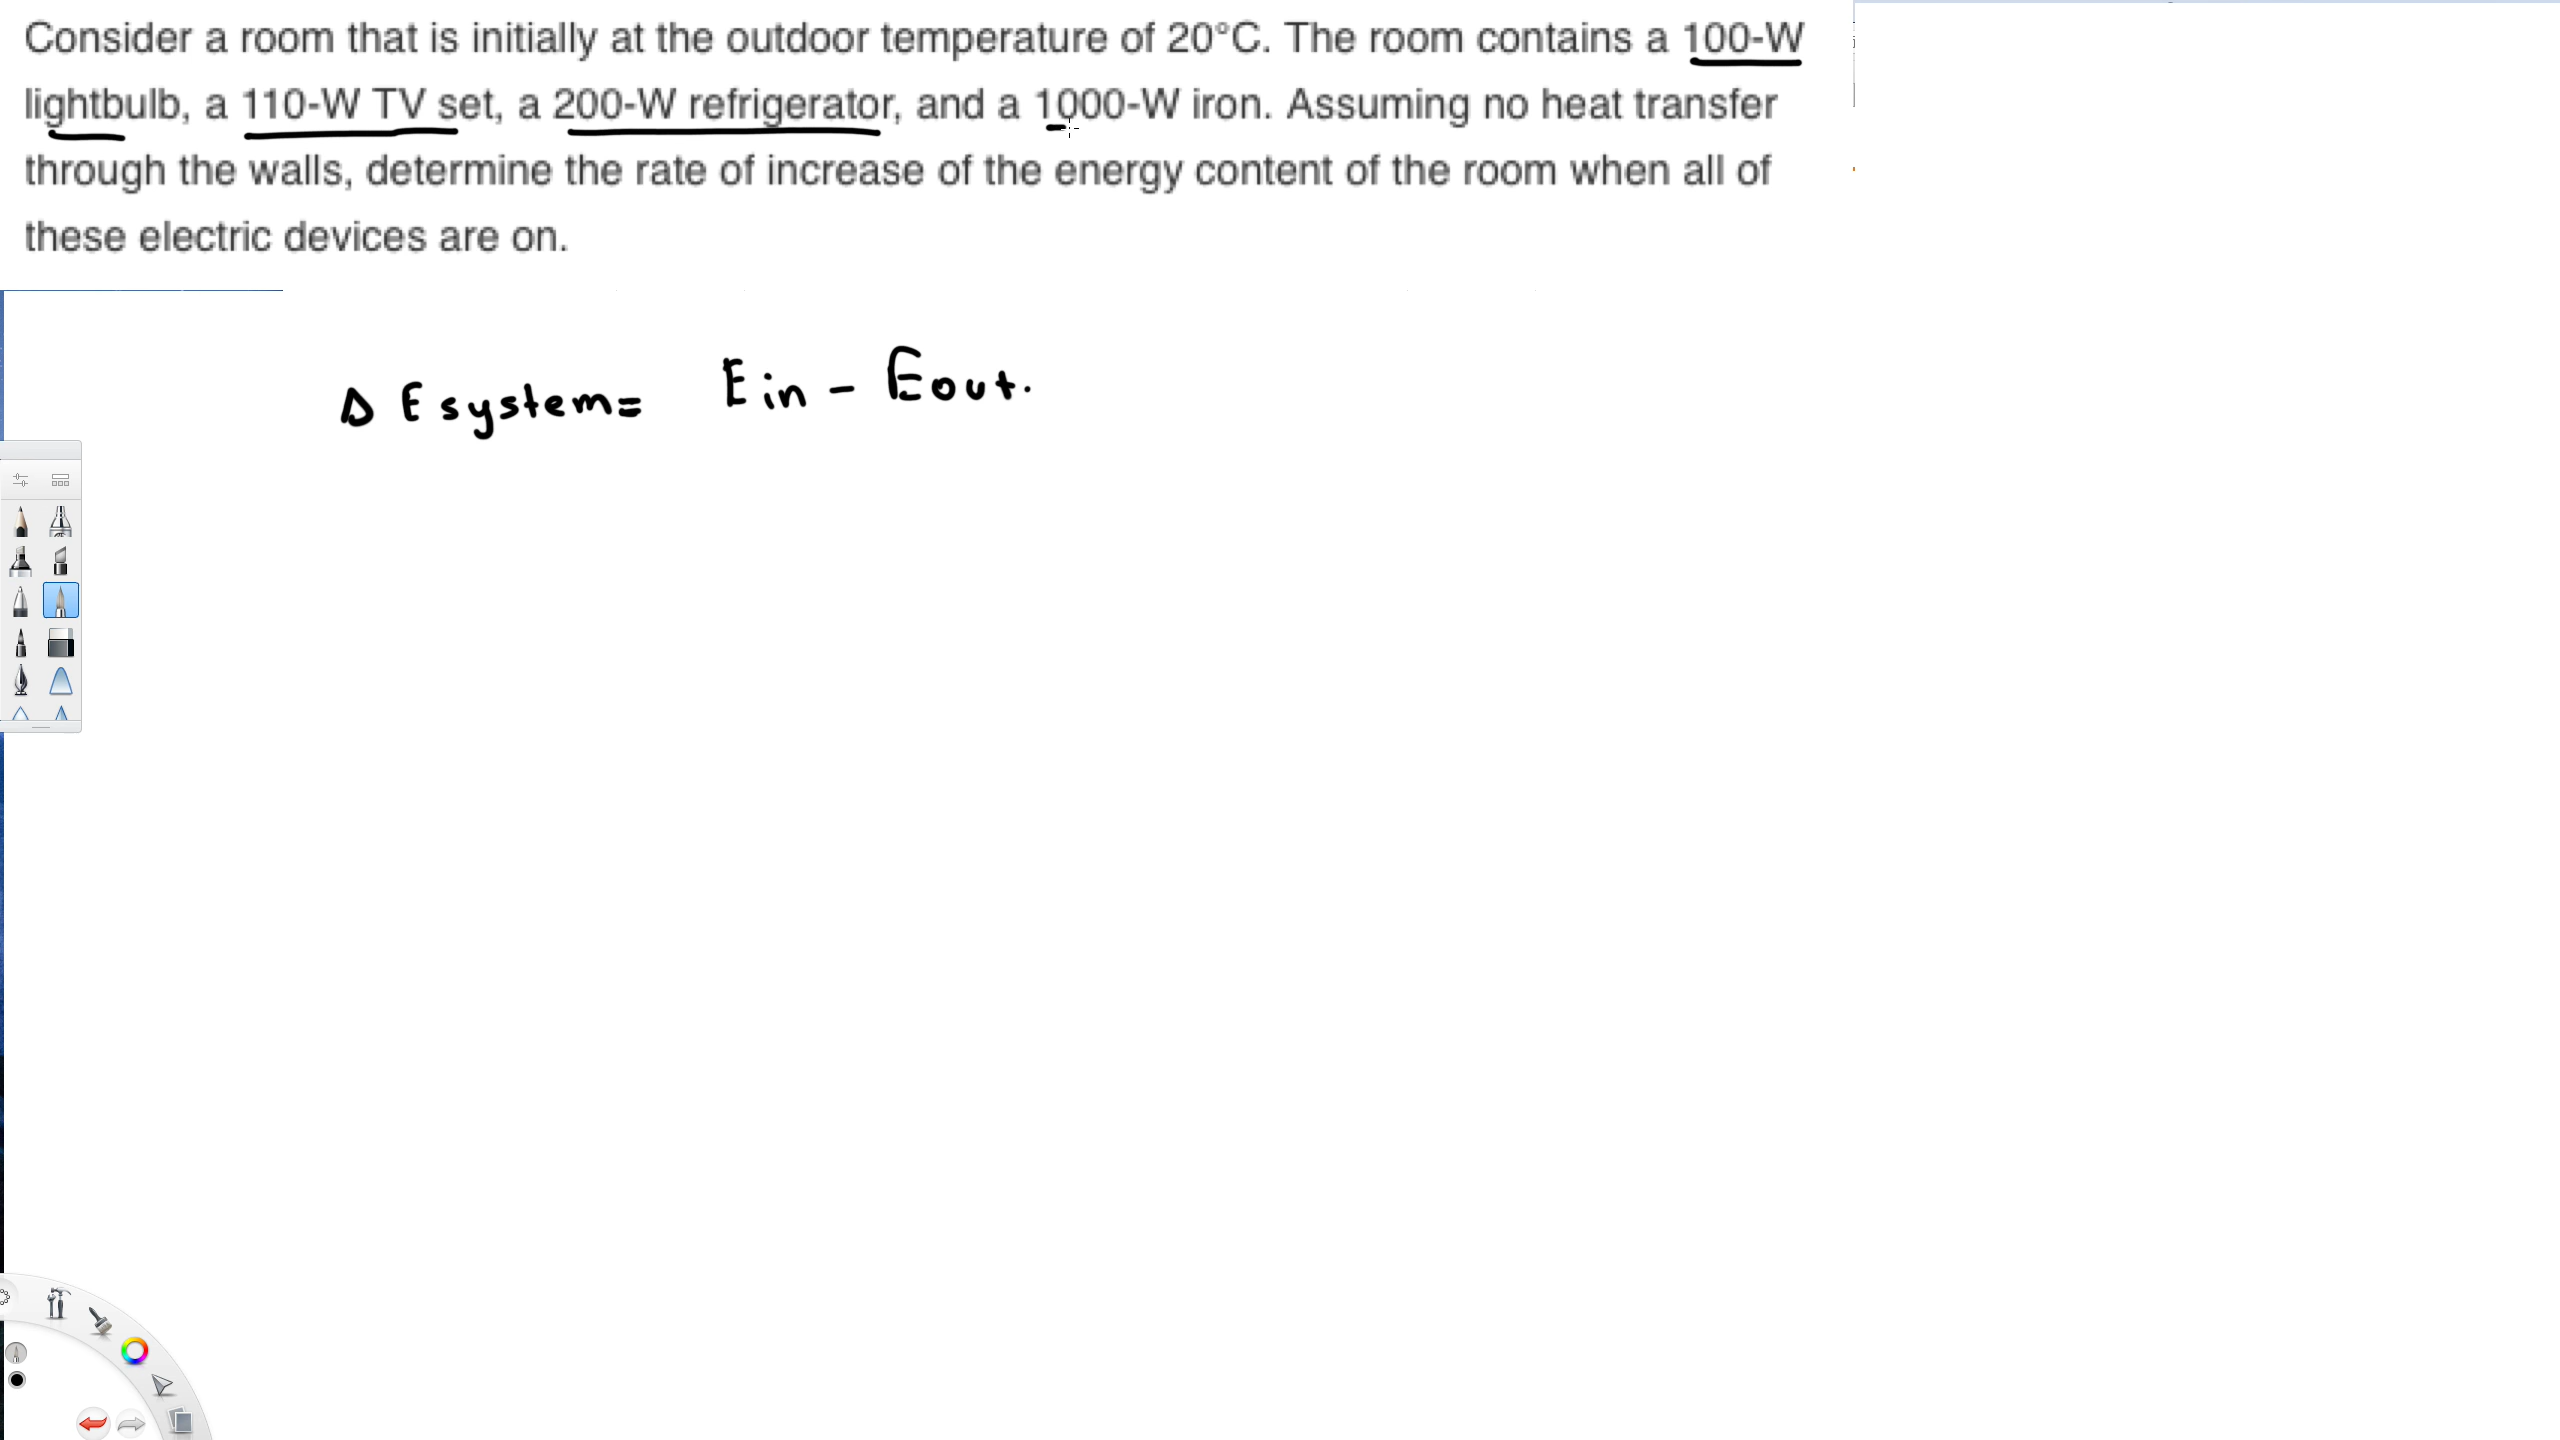 Consider a room that is initially at the outdoor temperature of 20°C. The room contains a 100-W
lightbulb, a 110-W TV set, a 200-W refrigerator, and a 1000-W iron. Assuming no heat transfer
through the walls, determine the rate of increase of the energy content of the room when all of
these electric devices are on.
Δ E system = E in - E out.